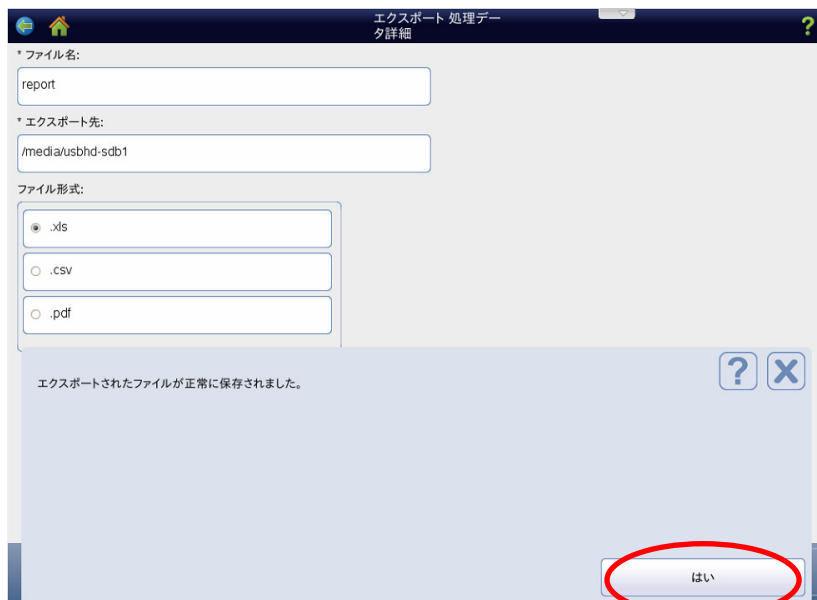 エクスポート 処理デー
タ詳細
?
* ファイル名:
report
* エクスポート先:
/media/usbhd-sdb1
ファイル形式:
.xls
.csv
.pdf
? X
エクスポートされたファイルが正常に保存されました。
はい